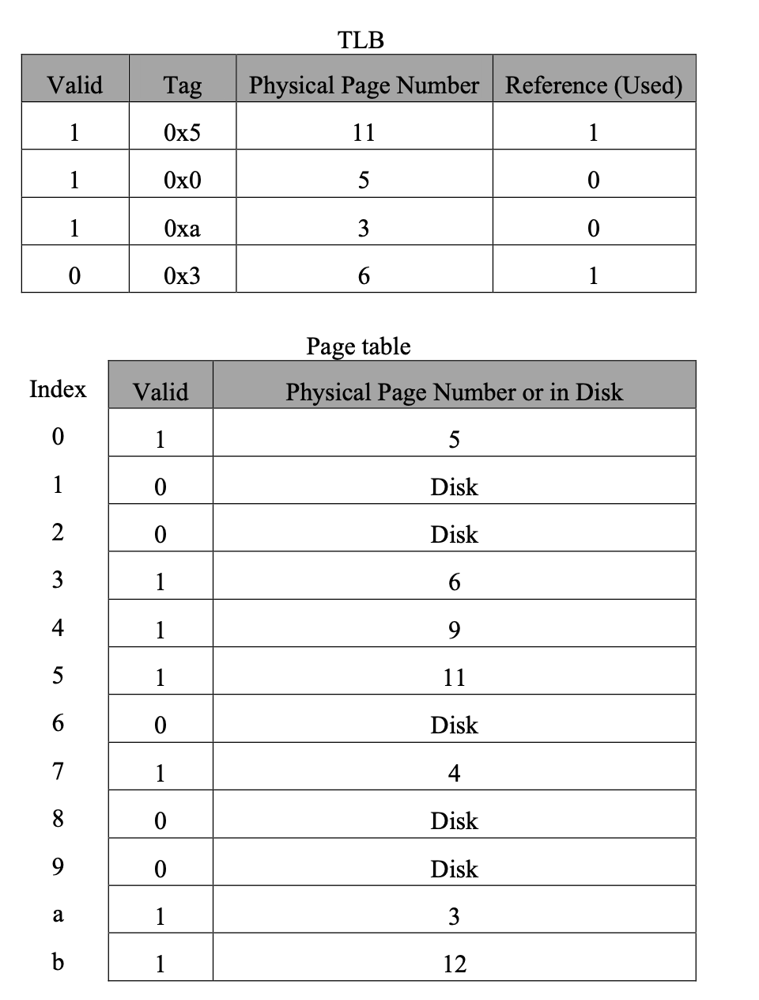 TLB
Valid Tag Physical Page Number Reference (Used)
1 0x5 11 1
1 0x0 5 0
1 0xa 3 0
0 0x3 6 1
Page table
Index Valid Physical Page Number or in Disk
0 1 5
1 0 Disk
2 0 Disk
3 1 6
4 1 9
5 1 11
6 0 Disk
7 1 4
8 0 Disk
9 0 Disk
a 1 3
b 1 12